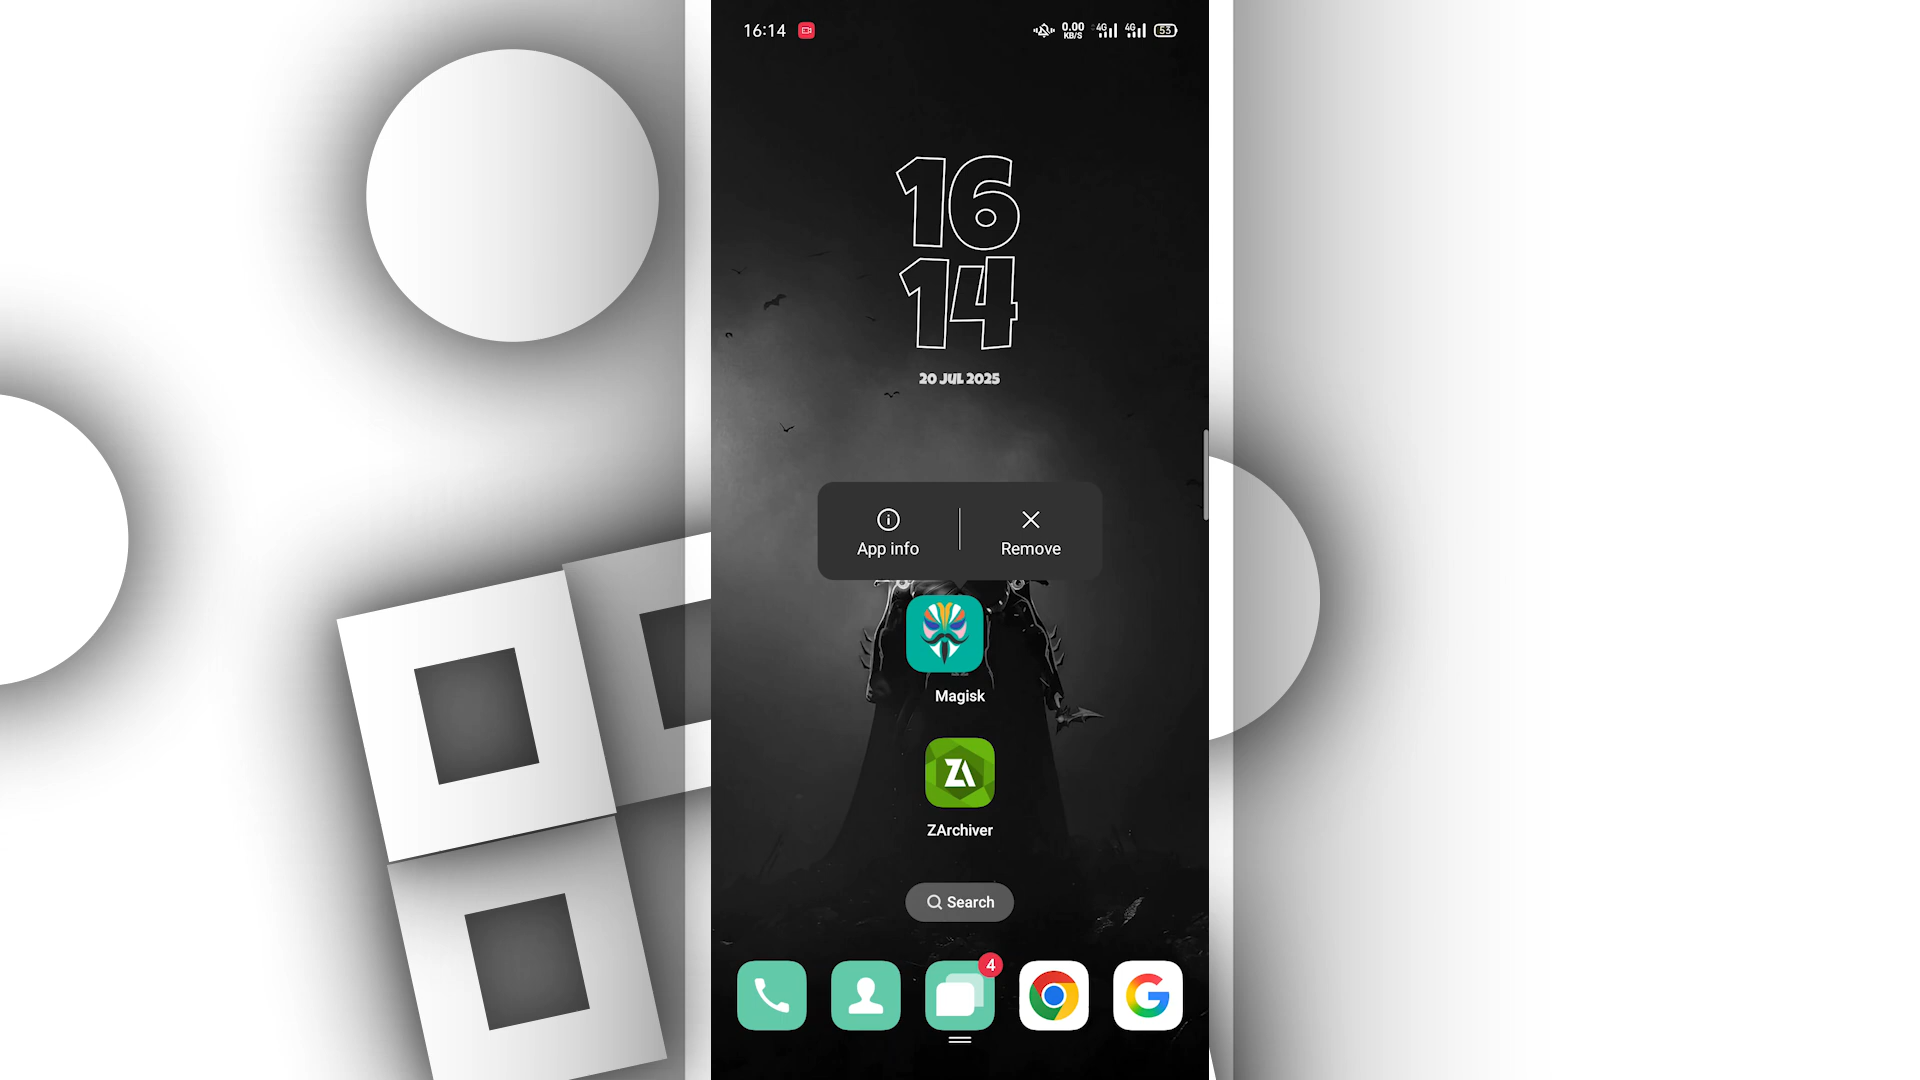 16:14
0.00
KB/S
4G
4G
53
16
14
20 JUL 2025
App info
Remove
Magisk
ZA
ZArchiver
Search
4